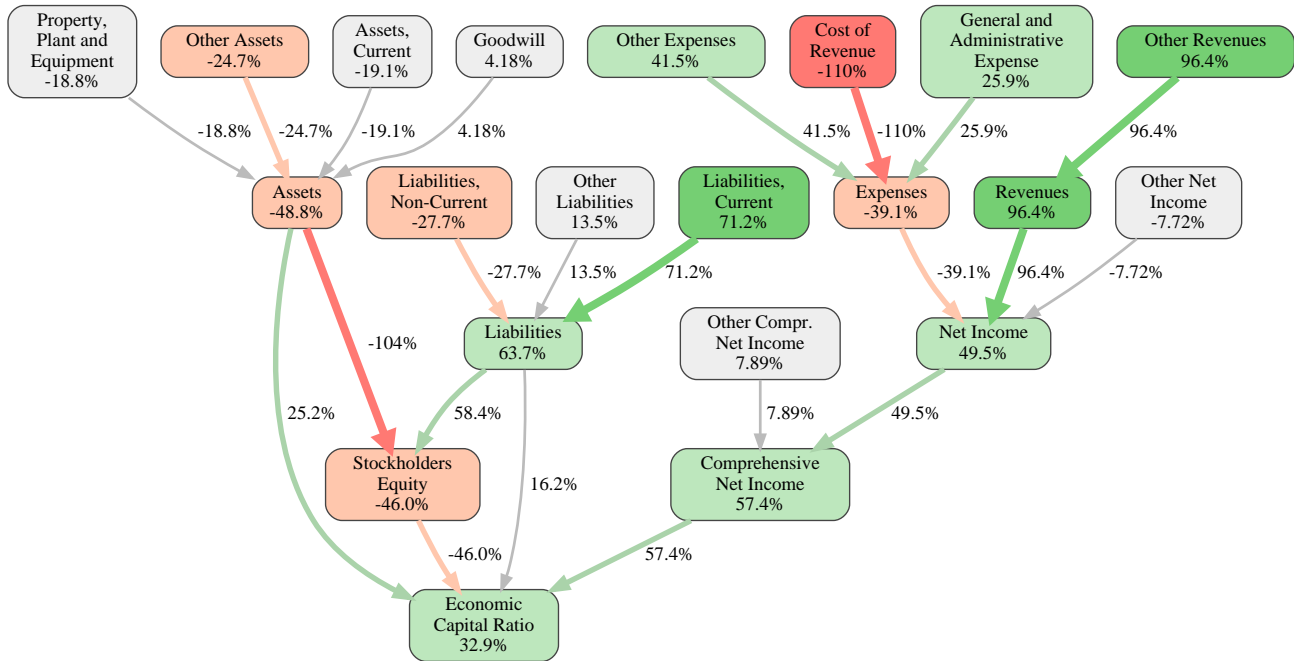 Property,
Plant and
Equipment
-18.8%
Other Assets
-24.7%
Assets,
Current
-19.1%
Goodwill
4.18%
Other Expenses
41.5%
Cost of
Revenue
-110%
General and
Administrative
Expense
25.9%
Other Revenues
96.4%
-18.8%
-24.7%
-19.1%
4.18%
41.5%
-110%
25.9%
96.4%
Assets
-48.8%
Liabilities,
Non-Current
-27.7%
Other
Liabilities
13.5%
Liabilities,
Current
71.2%
Expenses
-39.1%
Revenues
96.4%
Other Net
Income
-7.72%
-27.7%
13.5%
71.2%
-39.1%
96.4%
-7.72%
-104%
Liabilities
63.7%
Other Compr.
Net Income
7.89%
Net Income
49.5%
25.2%
58.4%
7.89%
49.5%
Stockholders
Equity
-46.0%
16.2%
Comprehensive
Net Income
57.4%
-46.0%
57.4%
Economic
Capital Ratio
32.9%